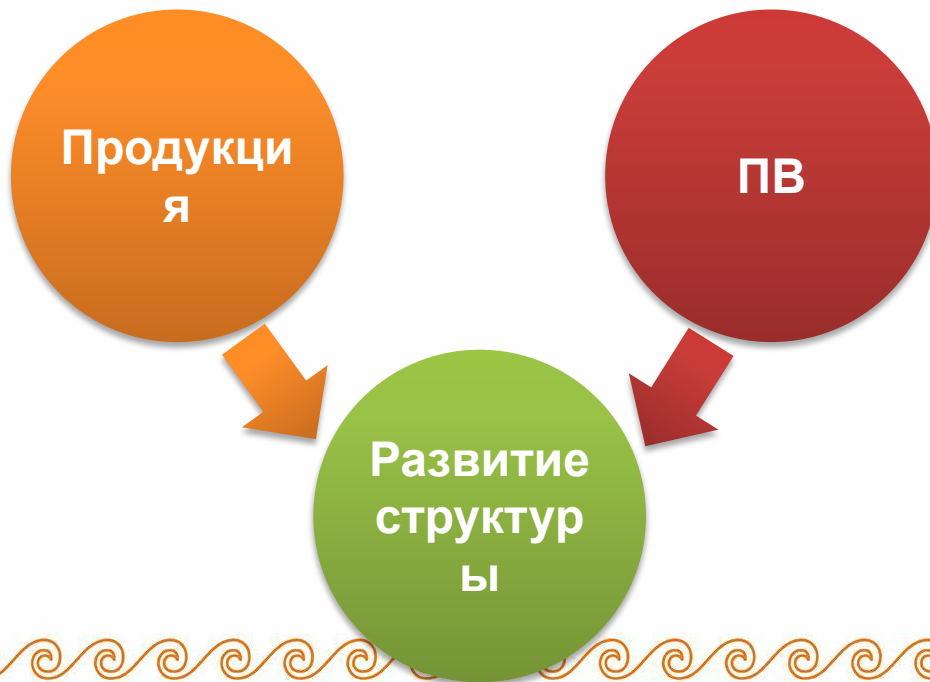 Продукци
я
ПВ
Развитие
структур
ы